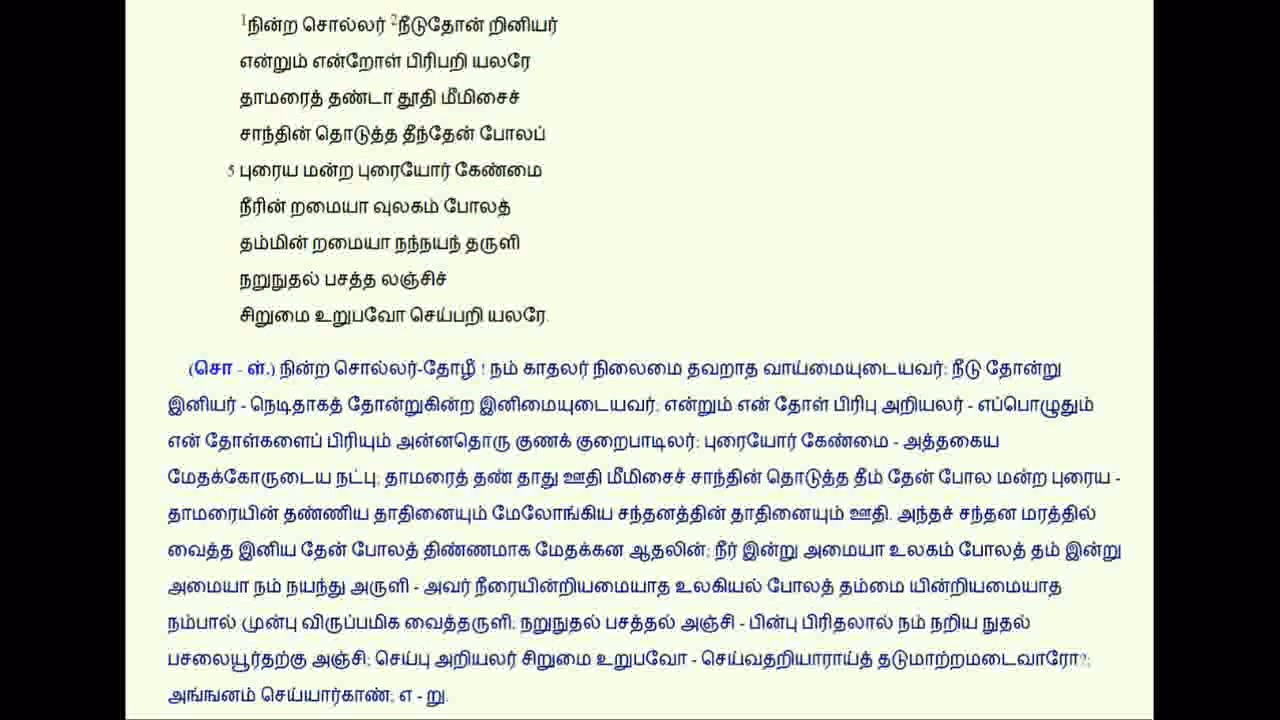 1நின்ற சொல்லர் 2நீடுதோன் றினியர்
என்றும் என்றோள் பிரிபறி யலரே
தாமரைத் தண்டா தூதி மீமிசைச்
சாந்தின் தொடுத்த தீந்தேன் போலப்
5 புரைய மன்ற புரையோர் கேண்மை
நீரின் றமையா வுலகம் போலத்
தம்மின் றமையா நந்நயந் தருளி
நறுநுதல் பசத்த லஞ்சிச்
சிறுமை உறுபவோ செய்பறி யலரே.
(சொ - ள்.) நின்ற சொல்லர்-தோழீ ! நம் காதலர் நிலைமை தவறாத வாய்மையுடையவர்; நீடு தோன்று
இனியர் - நெடிதாகத் தோன்றுகின்ற இனிமையுடையவர்; என்றும் என் தோள் பிரிபு அறியலர் - எப்பொழுதும்
என் தோள்களைப் பிரியும் அன்னதொரு குணக் குறைபாடிலர்; புரையோர் கேண்மை - அத்தகைய
மேதக்கோருடைய நட்பு; தாமரைத் தண் தாது ஊதி மீமிசைச் சாந்தின் தொடுத்த தீம் தேன் போல மன்ற புரைய -
தாமரையின் தண்ணிய தாதினையும் மேலோங்கிய சந்தனத்தின் தாதினையும் ஊதி. அந்தச் சந்தன மரத்தில்
வைத்த இனிய தேன் போலத் திண்ணமாக மேதக்கன ஆதலின்; நீர் இன்று அமையா உலகம் போலத் தம் இன்று
அமையா நம் நயந்து அருளி - அவர் நீரையின்றியமையாத உலகியல் போலத் தம்மை யின்றியமையாத
நம்பால் முன்பு விருப்பமிக வைத்தருளி; நறுநுதல் பசத்தல் அஞ்சி - பின்பு பிரிதலால் நம் நறிய நுதல்
பசலையூர்தற்கு அஞ்சி; செய்பு அறியலர் சிறுமை உறுபவோ - செய்வதறியாராய்த் தடுமாற்றமடைவாரோ?;
அங்ஙனம் செய்யார்காண்; எ - று.